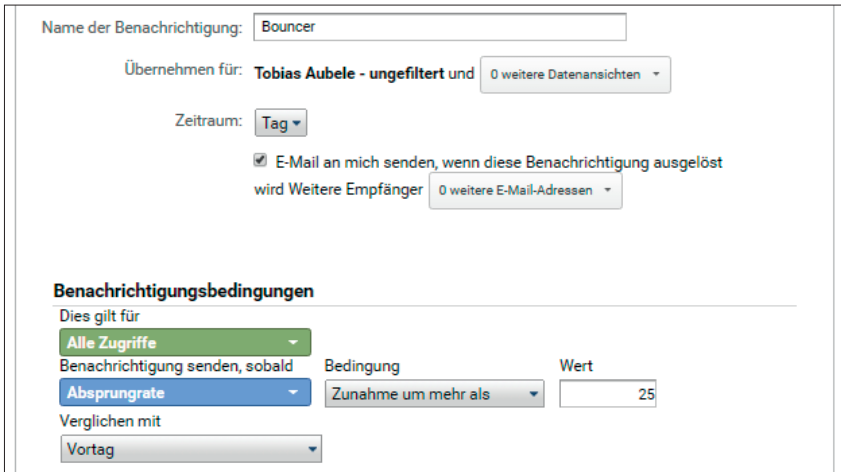 Name der Benachrichtigung: Bouncer
Übernehmen für: Tobias Aubele - ungefiltert und 0 weitere Datenansichten
Zeitraum: Tag
E-Mail an mich senden, wenn diese Benachrichtigung ausgelöst
wird Weitere Empfänger 0 weitere E-Mail-Adressen
Benachrichtigungsbedingungen
Dies gilt für
Alle Zugriffe
Benachrichtigung senden, sobald Bedingung Wert
Absprungrate Zunahme um mehr als 25
Verglichen mit
Vortag